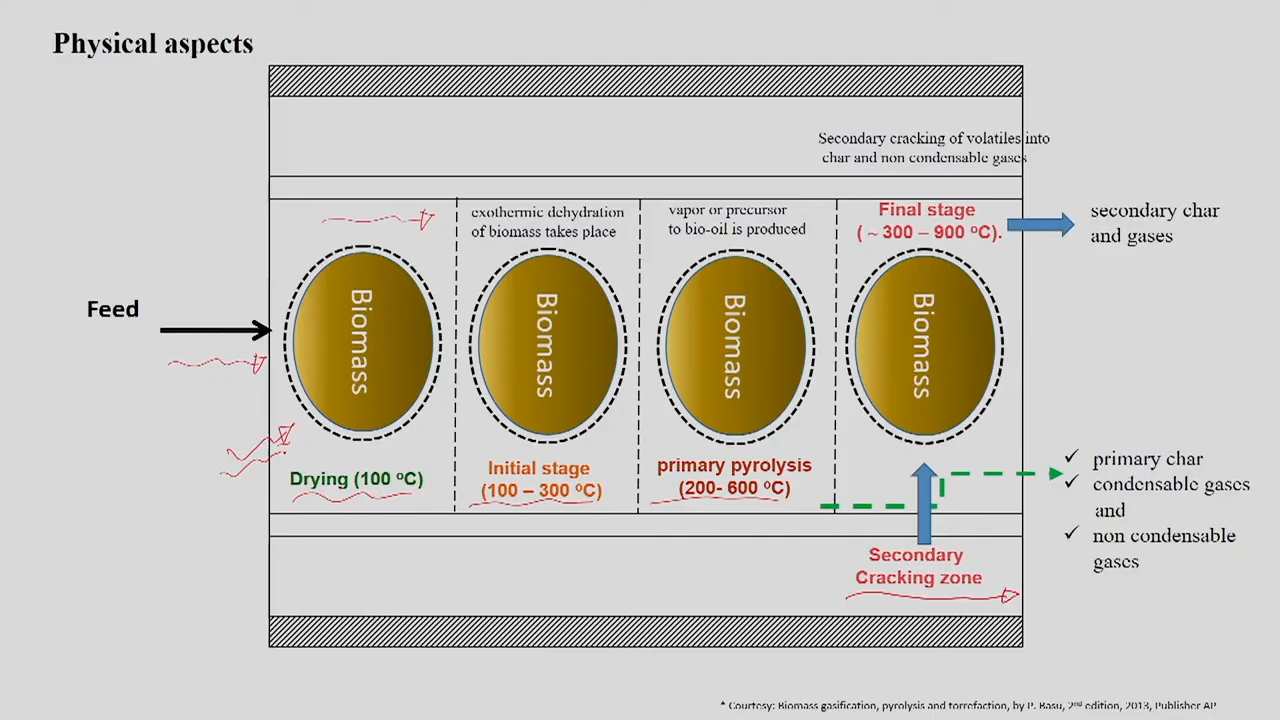 Physical aspects
Secondary cracking of volatiles into
char and non condensable gases
exothermic dehydration
of biomass takes place
vapor or precursor
to bio-oil is produced
Final stage
( ~ 300 – 900 ºC).
secondary char
and gases
Feed
Biomass
Biomass
Biomass
Biomass
Drying (100 ºC)
Initial stage
(100 – 300 ºC)
primary pyrolysis
(200- 600 ºC)
✓ primary char
✓ condensable gases
and
✓ non condensable
gases
Secondary
Cracking zone
* Courtesy: Biomass gasification, pyrolysis and torrefaction, by P. Basu, 2nd edition, 2013, Publisher AP